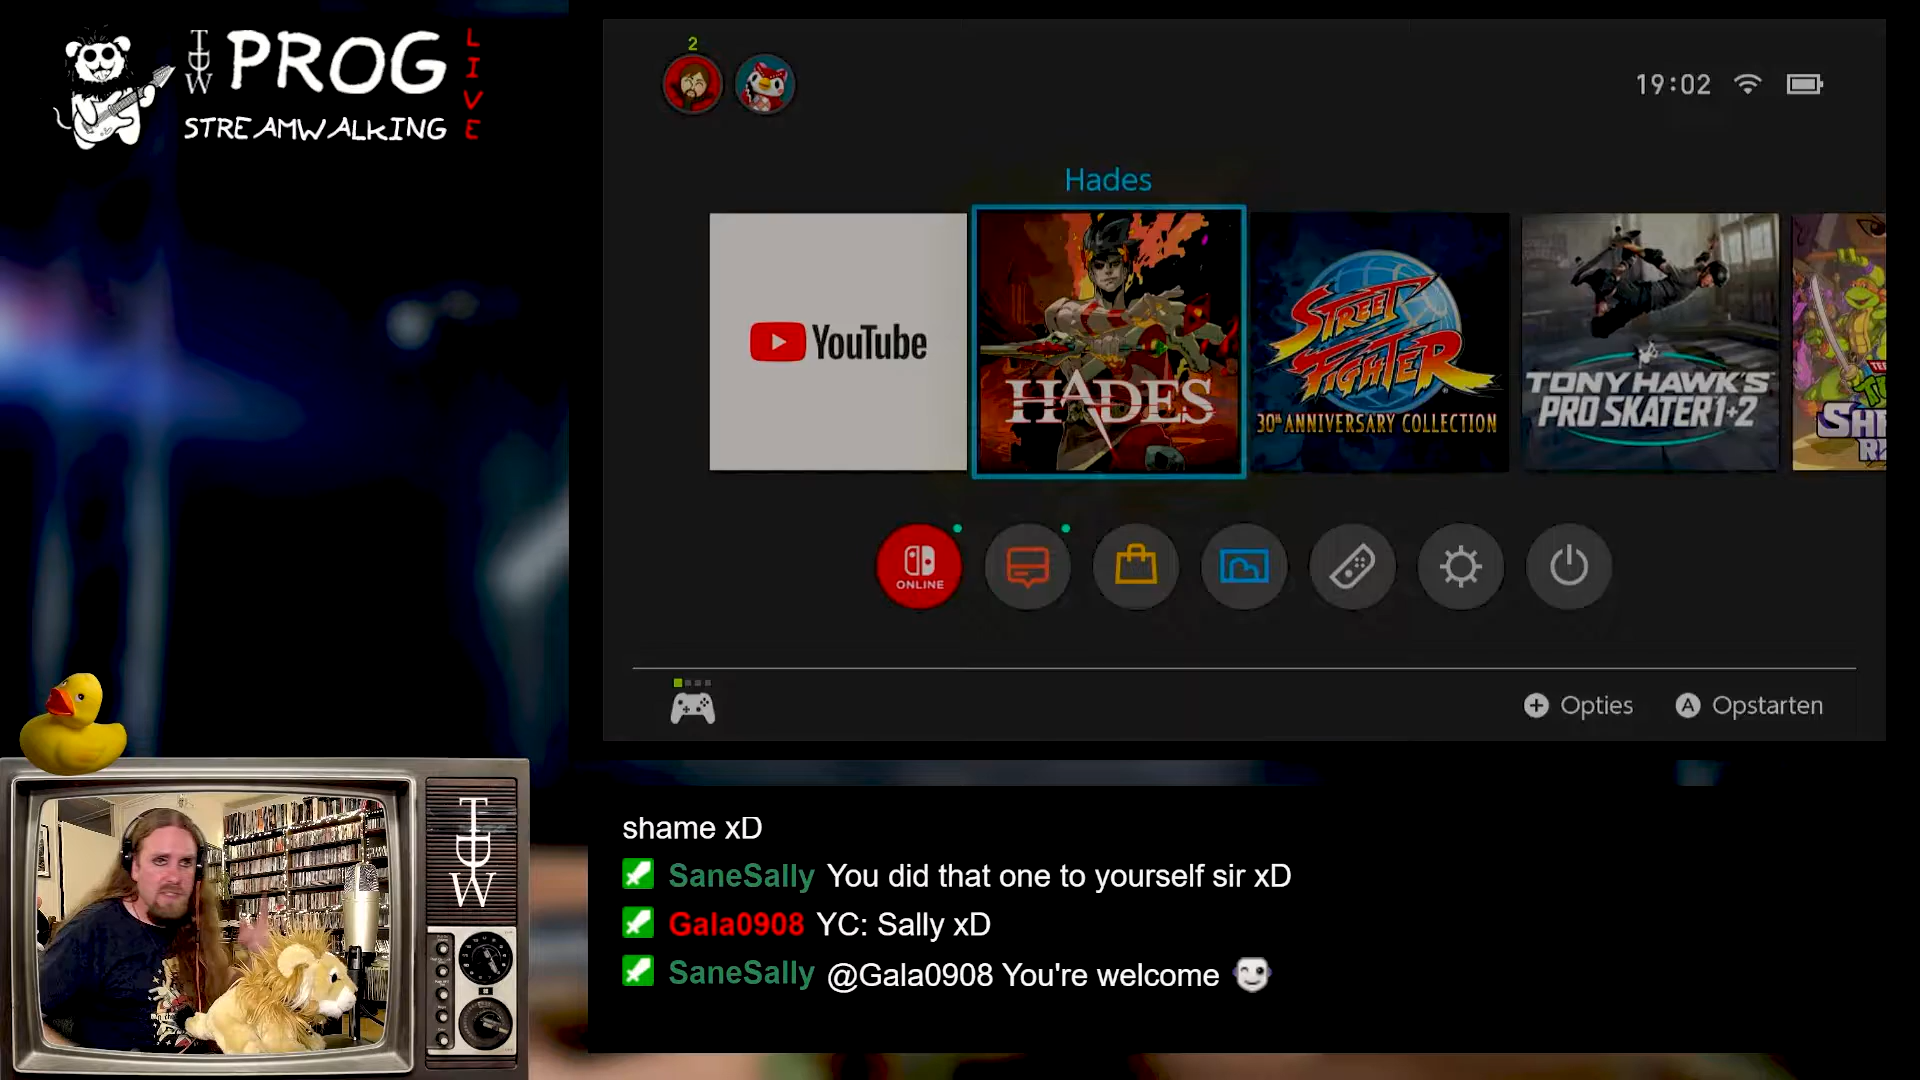 TDW PROG LIVE
STREAMWALKING
2
19:02
Hades
YouTube
HADES
STREET FIGHTER
30th ANNIVERSARY COLLECTION
TONY HAWK'S
PRO SKATER 1+2
ONLINE
Opties
Opstarten
shame xD
SaneSally You did that one to yourself sir xD
Gala0908 YC: Sally xD
SaneSally @Gala0908 You're welcome
TDW